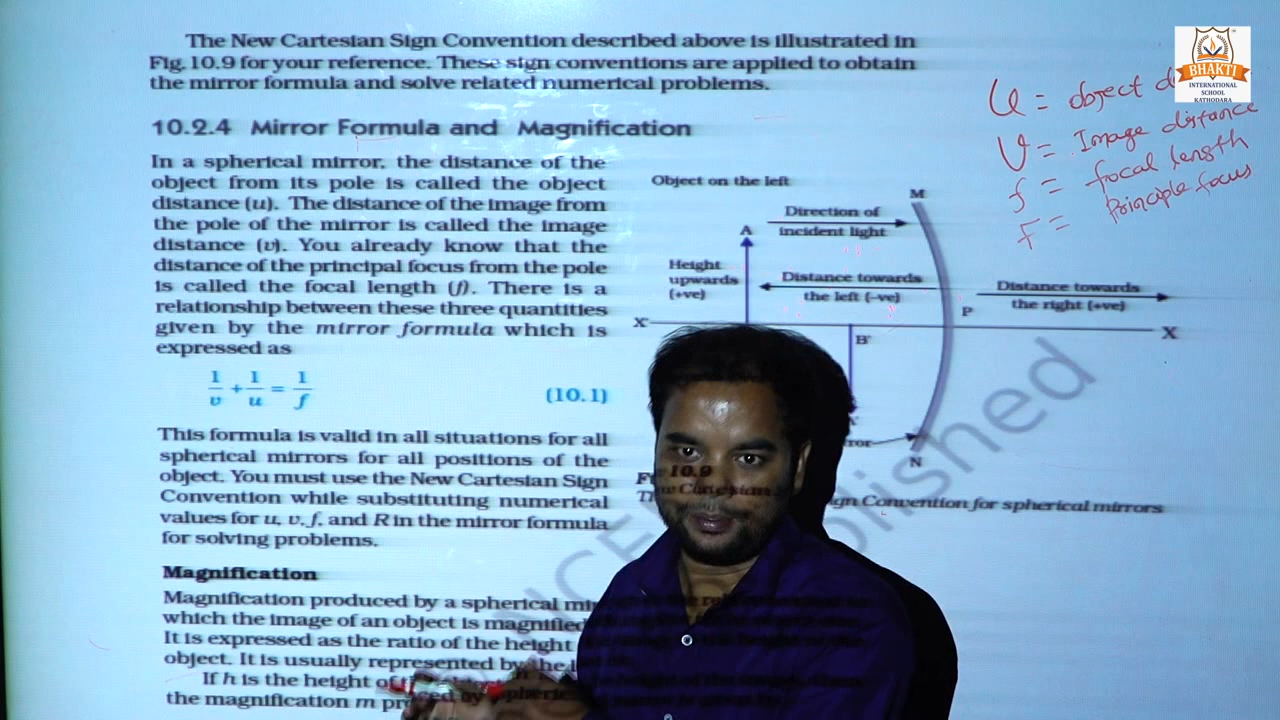 The New Cartesian Sign Convention described above is illustrated in
Fig. 10.9 for your reference. These sign conventions are applied to obtain
the mirror formula and solve related numerical problems.
10.2.4 Mirror Formula and Magnification
In a spherical mirror, the distance of the
object from its pole is called the object
distance (u). The distance of the image from
the pole of the mirror is called the image
distance (v). You already know that the
distance of the principal focus from the pole
is called the focal length (f). There is a
relationship between these three quantities
given by the mirror formula which is
expressed as
1/v + 1/u = 1/f (10.1)
This formula is valid in all situations for all
spherical mirrors for all positions of the
object. You must use the New Cartesian Sign
Convention while substituting numerical
values for u, v, f, and R in the mirror formula
for solving problems.
Magnification
Magnification produced by a spherical
which the image of an object is magnified
It is expressed as the ratio of the height
object. It is usually represented by the
If h is the height of
the magnification m
Object on the left
M
Direction of
incident light
A
Height
upwards
(+ve)
Distance towards
the left (–ve)
Distance towards
the right (+ve)
P
X'
X
B'
N
10.9
Sign Convention for spherical mirrors
u = object
v = Image distance
f = focal length
F = Principle focus
BHAKTI
INTERNATIONAL
SCHOOL
KATHODARA